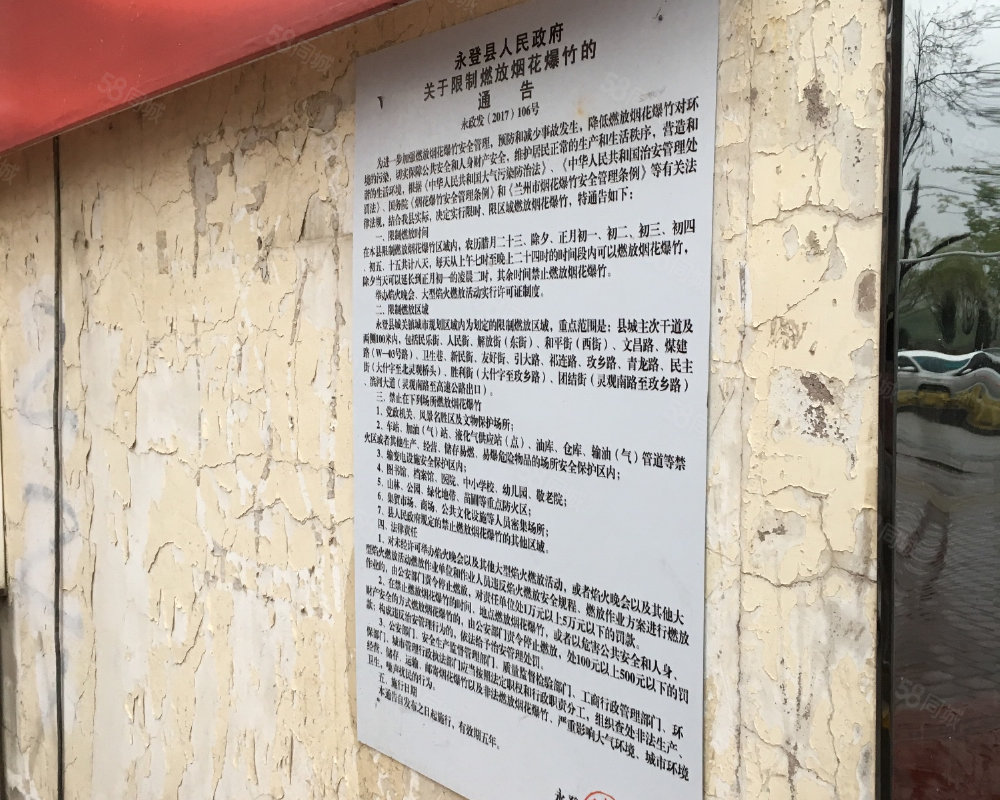 永登县人民政府
关于限制燃放烟花爆竹的
通 告
永政发（2017）106号
为进一步加强燃放烟花爆竹安全管理，预防和减少事故发生，降低燃放烟花爆竹对环
境的污染，切实保障公共安全和人身财产安全，维护居民正常的生产和生活秩序，营造和
谐的生活环境，根据《中华人民共和国大气污染防治法》、《中华人民共和国治安管理处
罚法》、国务院《烟花爆竹安全管理条例》和《兰州市烟花爆竹安全管理条例》等有关法
律法规，结合我县实际，决定实行限时、限区域燃放烟花爆竹，特通告如下：
一、限制燃放时间
在本县限制燃放烟花爆竹区域内，农历腊月二十三、除夕、正月初一、初二、初三、初四
、初五、十五共计八天，每天从上午七时至晚上二十四时的时间段内可以燃放烟花爆竹，
除夕当天可以延长到正月初一的凌晨二时，其余时间禁止燃放烟花爆竹。
举办焰火晚会、大型焰火燃放活动实行许可证制度。
二、限制燃放区域
永登县城关镇城市规划区域内为划定的限制燃放区域，重点范围是：县城主次干道及
两侧100米内，包括民乐街、人民街、解放街（东街）、和平街（西街）、文昌路、煤建
路（W—03号路）、卫生巷、新民街、友好街、引大路、祁连路、玫乡路、青龙路、民主
街（大什字至北灵观桥头）、胜利街（大什字至玫乡路）、团结街（灵观南路至玫乡路）
、滨河大道（灵观南路至高速公路出口）。
三、禁止在下列场所燃放烟花爆竹
1、党政机关、风景名胜区及文物保护场所；
2、车站、加油（气）站、液化气供应站（点）、油库、仓库、输油（气）管道等禁
火区或者其他生产、经营、储存易燃、易爆危险物品的场所安全保护区内；
3、输变电设施安全保护区内；
4、图书馆、档案馆、医院、中小学校、幼儿园、敬老院；
5、山林、公园、绿化地带、苗圃等重点防火区；
6、集贸市场、商场、公共文化设施等人员密集场所；
7、县人民政府规定的禁止燃放烟花爆竹的其他区域。
四、法律责任
1、对未经许可举办焰火晚会以及其他大型焰火燃放活动，或者焰火晚会以及其他大
型焰火燃放活动燃放作业单位和作业人员违反焰火燃放安全规程、燃放作业方案进行燃放
作业的，由公安部门责令停止燃放，对责任单位处1万元以上5万元以下的罚款。
2、在禁止燃放烟花爆竹的时间、地点燃放烟花爆竹，或者以危害公共安全和人身、
财产安全的方式燃放烟花爆竹的，由公安部门责令停止燃放，处100元以上500元以下的罚
款；构成违反治安管理行为的，依法给予治安管理处罚。
3、公安部门、安全生产监督管理部门、质量监督检验部门、工商行政管理部门、环
保部门、城市管理行政执法部门应当按照法定职权和行政职责分工，组织查处非法生产、
经营、储存、运输、邮寄烟花爆竹以及非法燃放烟花爆竹、严重影响大气环境、城市环境
卫生，噪声扰民的行为。
五、施行日期
本通告自发布之日起施行，有效期五年。
永登